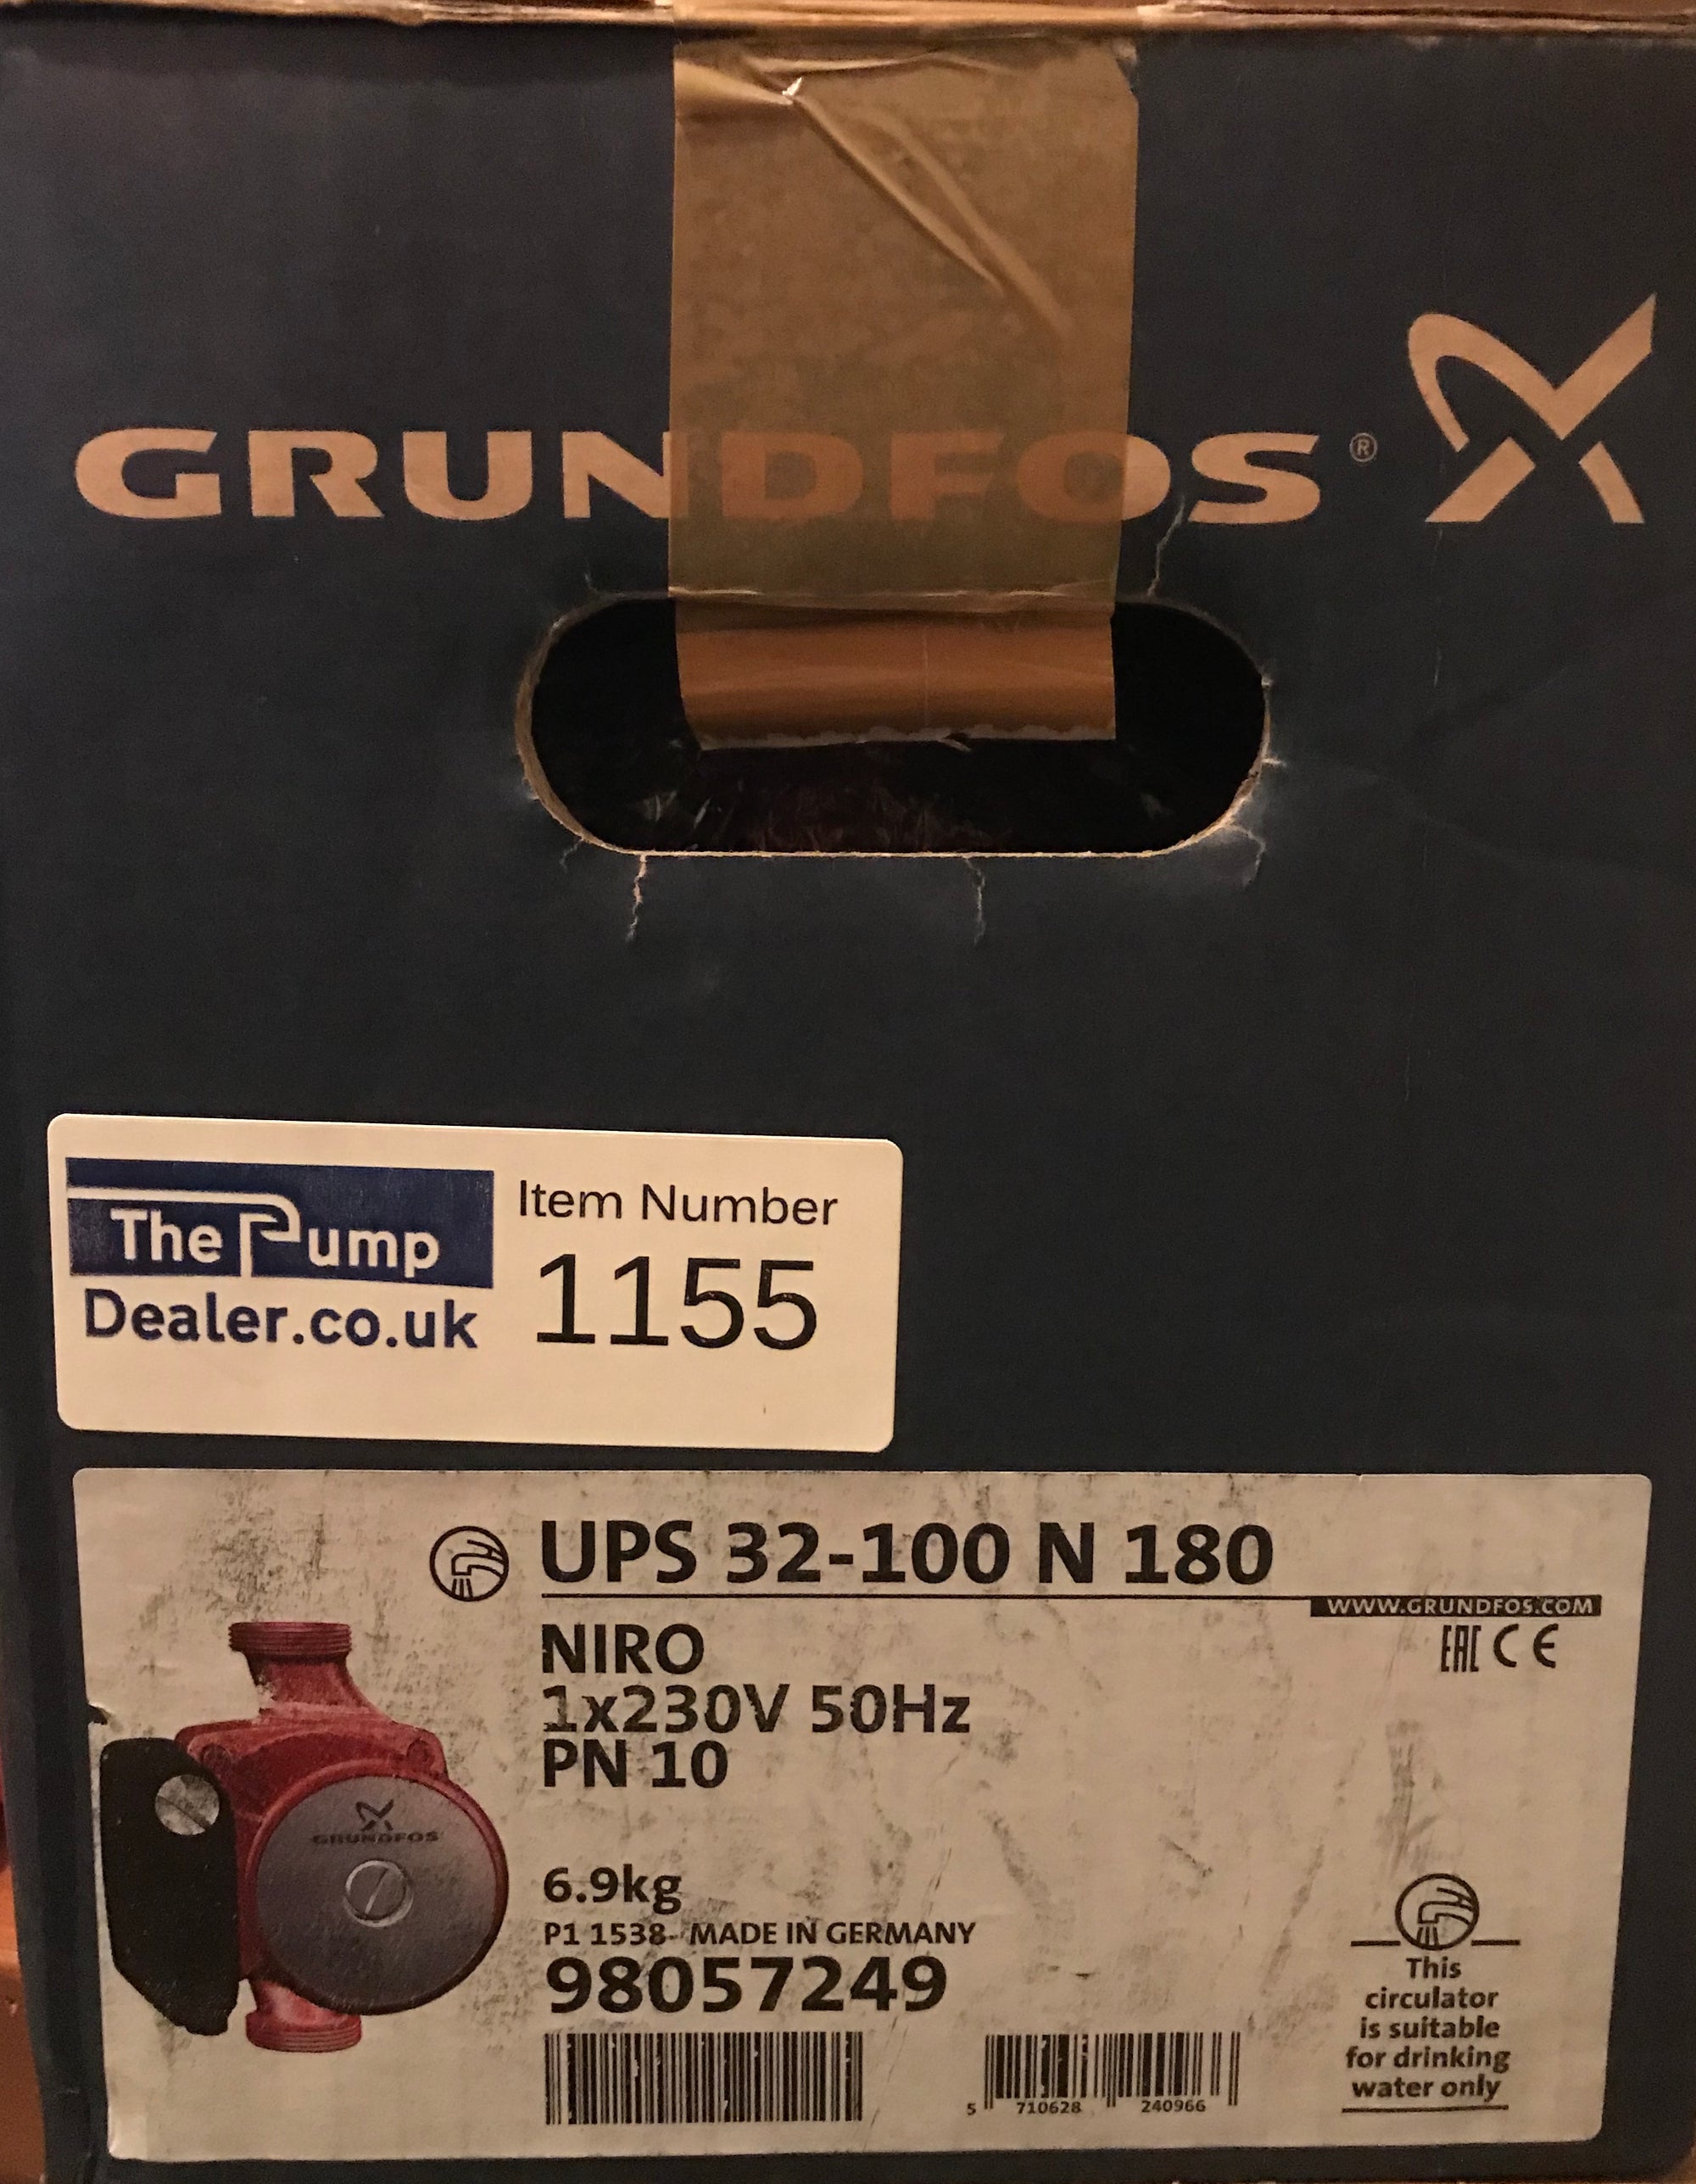 GRUNDFOS®
The Pump
Dealer.co.uk
Item Number
1155
UPS 32-100 N 180
WWW.GRUNDFOS.COM
NIRO
EAC CE
1x230V 50Hz
PN 10
GRUNDFOS
6.9kg
P1 1538- MADE IN GERMANY
98057249
5 710628 240966
This
circulator
is suitable
for drinking
water only